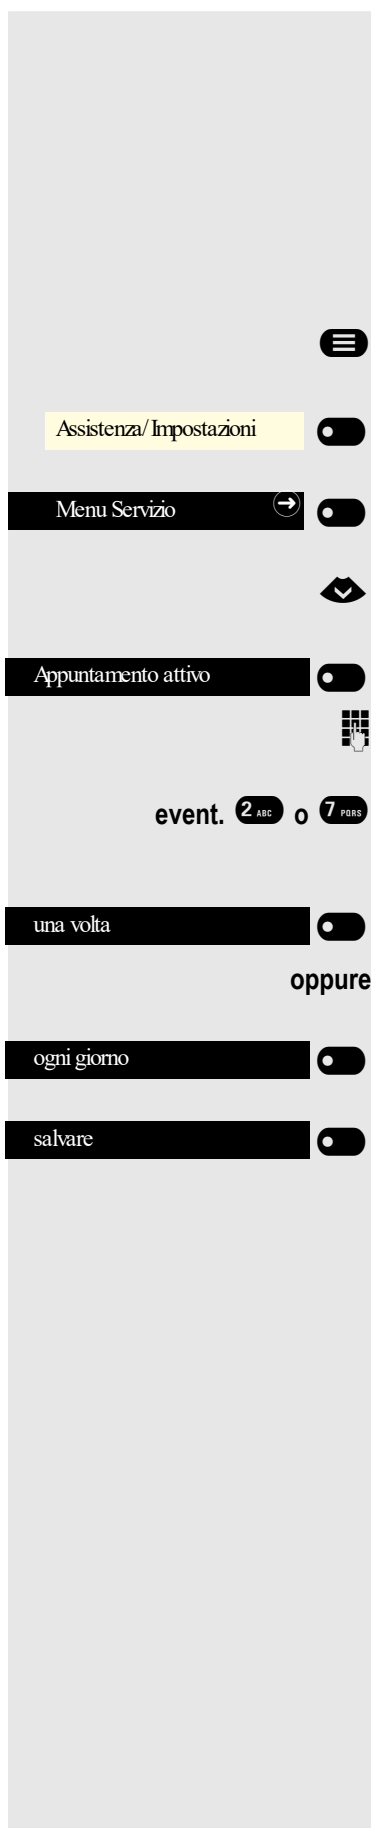 Assistenza/Impostazioni
Menu Servizio
Appuntamento attivo
event. 2 ABC o 7 PQRS
una volta
oppure
ogni giorno
salvare